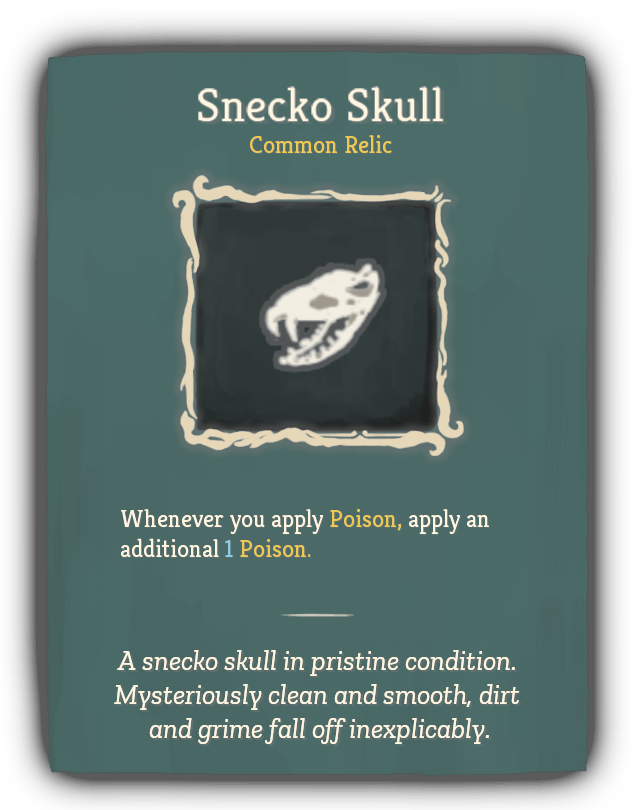 Snecko Skull
Common Relic
Whenever you apply Poison, apply an
additional 1 Poison.
A snecko skull in pristine condition.
Mysteriously clean and smooth, dirt
and grime fall off inexplicably.